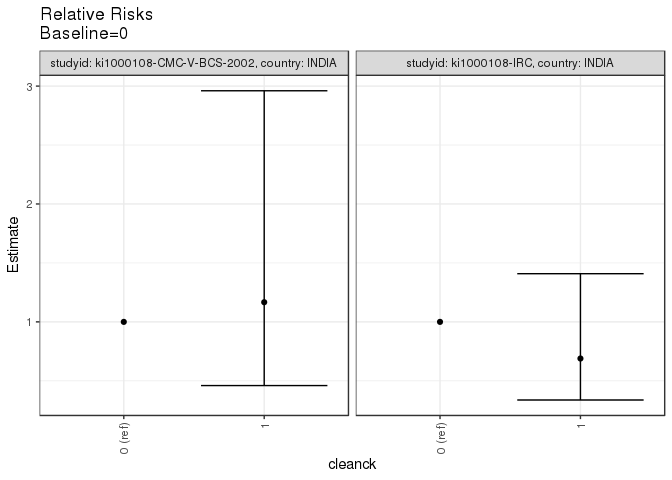 Relative Risks
Baseline=0
studyid: ki1000108-CMC-V-BCS-2002, country: INDIA
studyid: ki1000108-IRC, country: INDIA
Estimate
3
2
1
0 (ref)
1
0 (ref)
1
cleanck